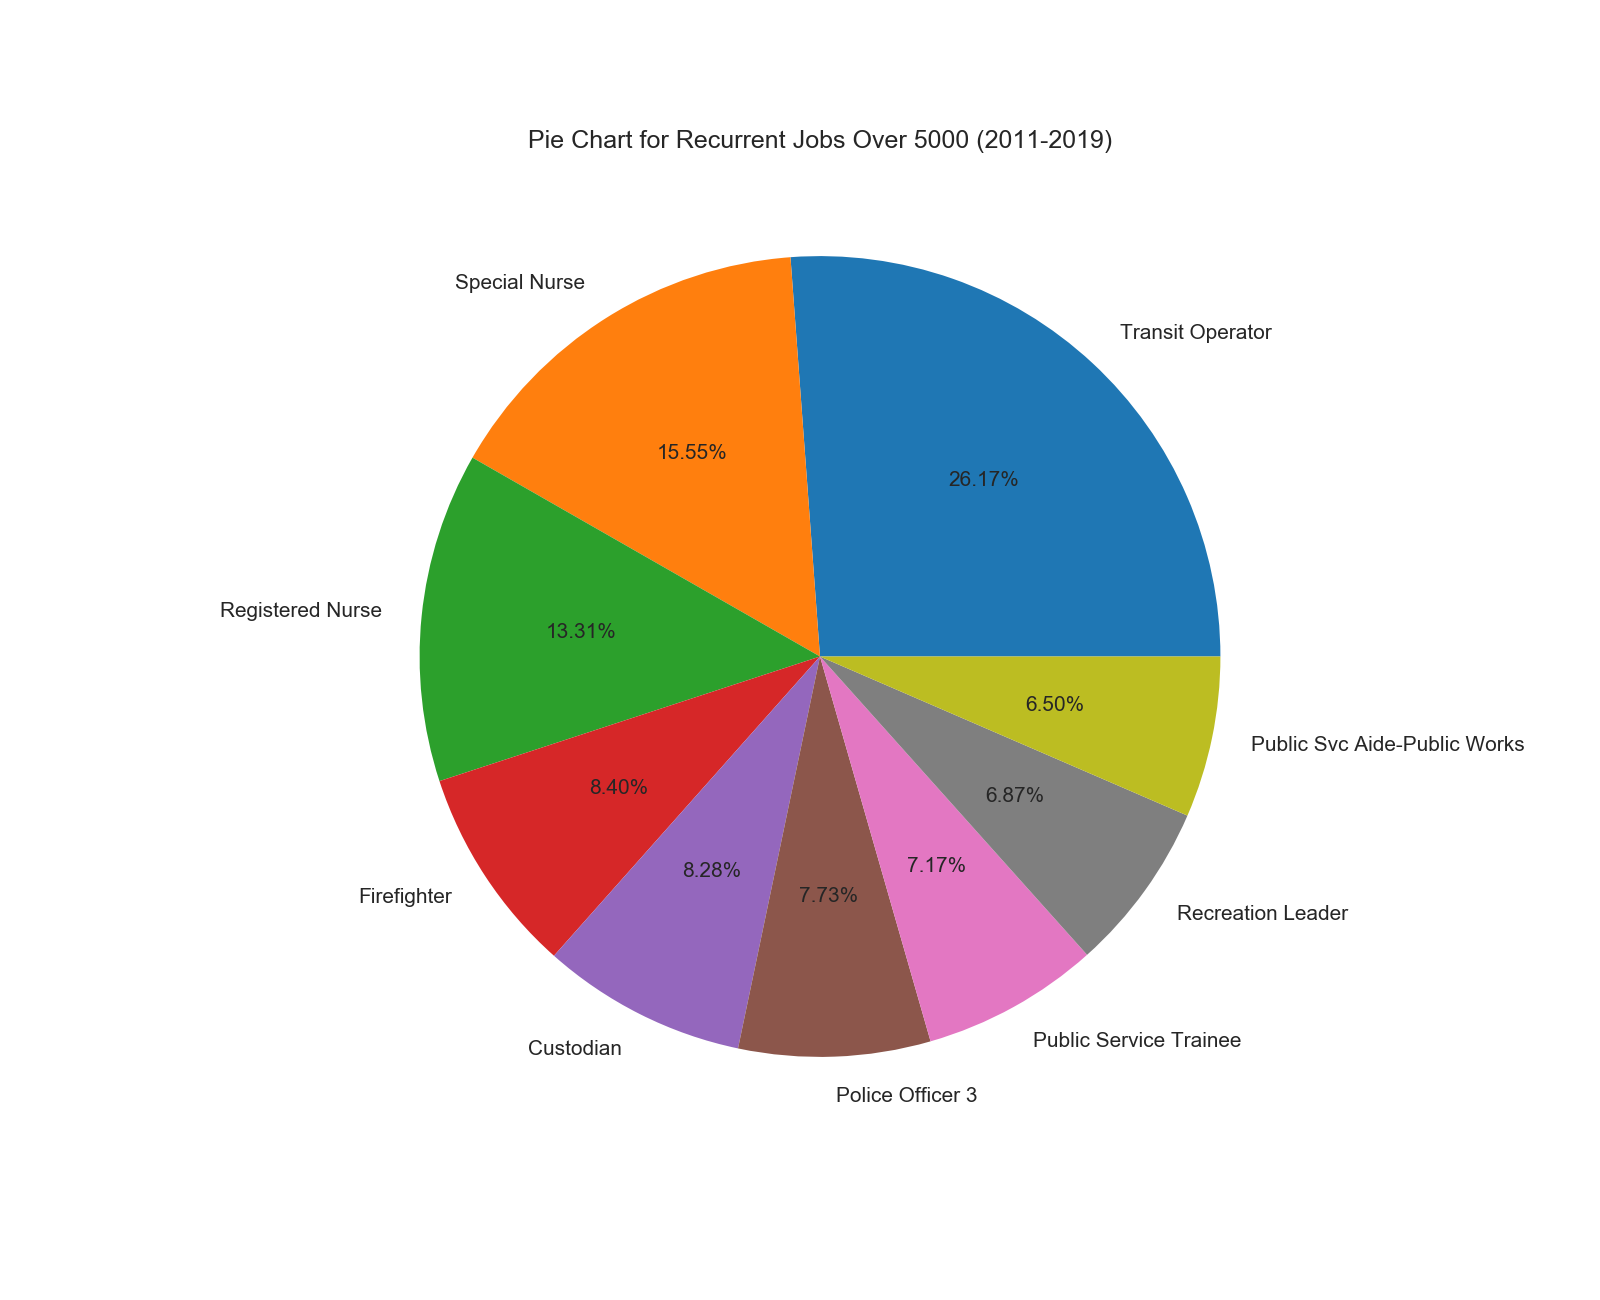 Pie Chart for Recurrent Jobs Over 5000 (2011-2019)
Special Nurse
Transit Operator
15.55%
26.17%
Registered Nurse
13.31%
6.50%
Public Svc Aide-Public Works
8.40%
6.87%
8.28%
7.17%
7.73%
Firefighter
Recreation Leader
Custodian
Public Service Trainee
Police Officer 3